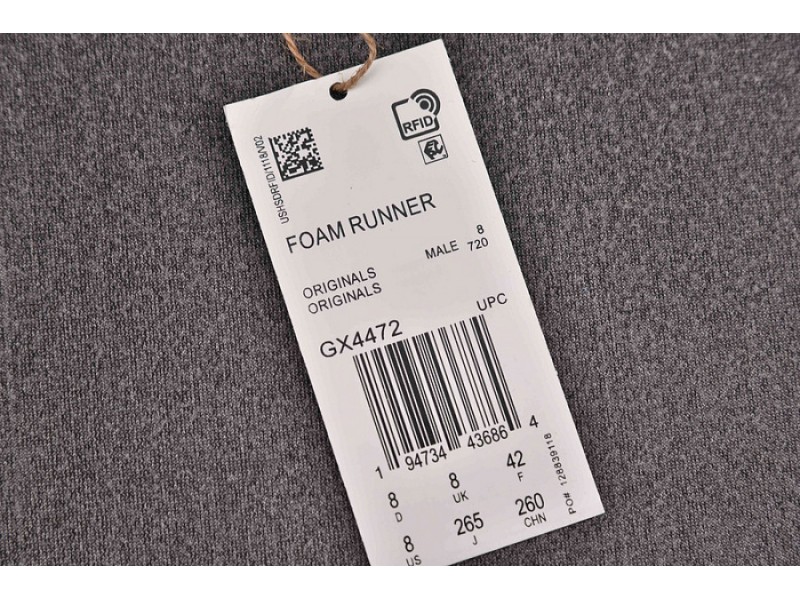 RFID
USHSDRFID/118/V02
FOAM RUNNER
MALE 8
720
ORIGINALS
ORIGINALS
UPC
GX4472
1 94734 43686 4
8 8 42
D UK F
PO# 128839118
8 265 260
US J CHN